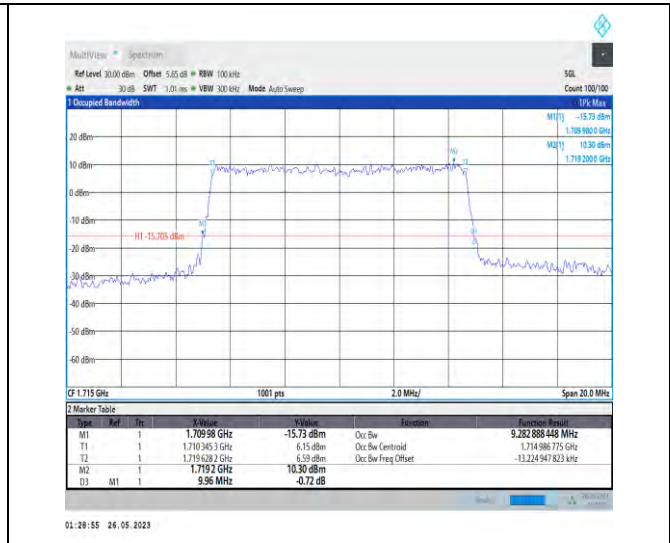 MultiView Spectrum
Ref Level 30.00 dBm Offset 5.65 dB RBW 100 kHz SGL
Att 30 dB SWT 1.01 ms VBW 300 kHz Mode Auto Sweep Count 100/100
1 Occupied Bandwidth 1Pk Max
M1[1] -15.73 dBm
1.709 980 0 GHz
M2[1] 10.30 dBm
1.719 200 0 GHz
20 dBm
M2
10 dBm
T1 T2
0 dBm
-10 dBm
M1
H1 -15.705 dBm
D3
-20 dBm
-30 dBm
-40 dBm
-50 dBm
-60 dBm
CF 1.715 GHz 1001 pts 2.0 MHz/ Span 20.0 MHz
2 Marker Table
Type Ref Trc X-Value Y-Value Function Function Result
M1 1 1.709 98 GHz -15.73 dBm Occ Bw 9.282 888 448 MHz
T1 1 1.710 345 3 GHz 6.15 dBm Occ Bw Centroid 1.714 986 775 GHz
T2 1 1.719 628 2 GHz 6.59 dBm Occ Bw Freq Offset -13.224 947 823 kHz
M2 1 1.719 2 GHz 10.30 dBm
D3 M1 1 9.96 MHz -0.72 dB
01:28:55 26.05.2023